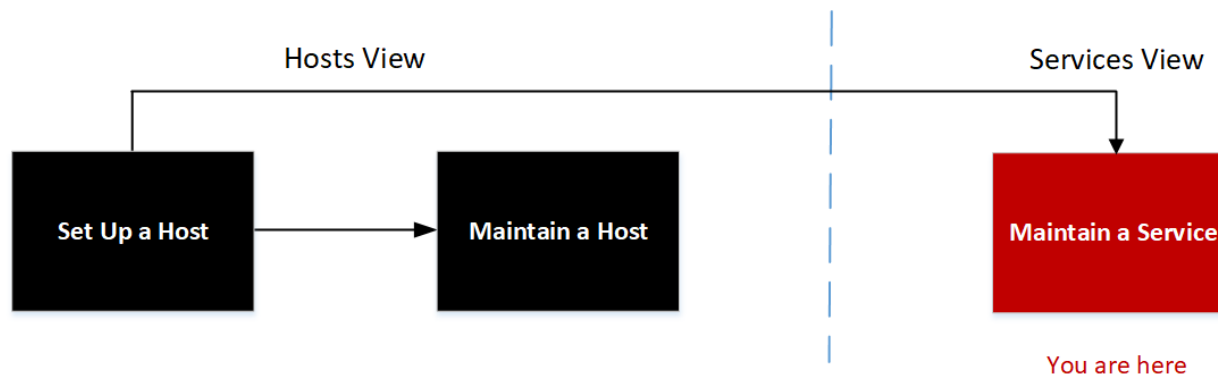 Hosts View
Services View
Set Up a Host
Maintain a Host
Maintain a Service
You are here